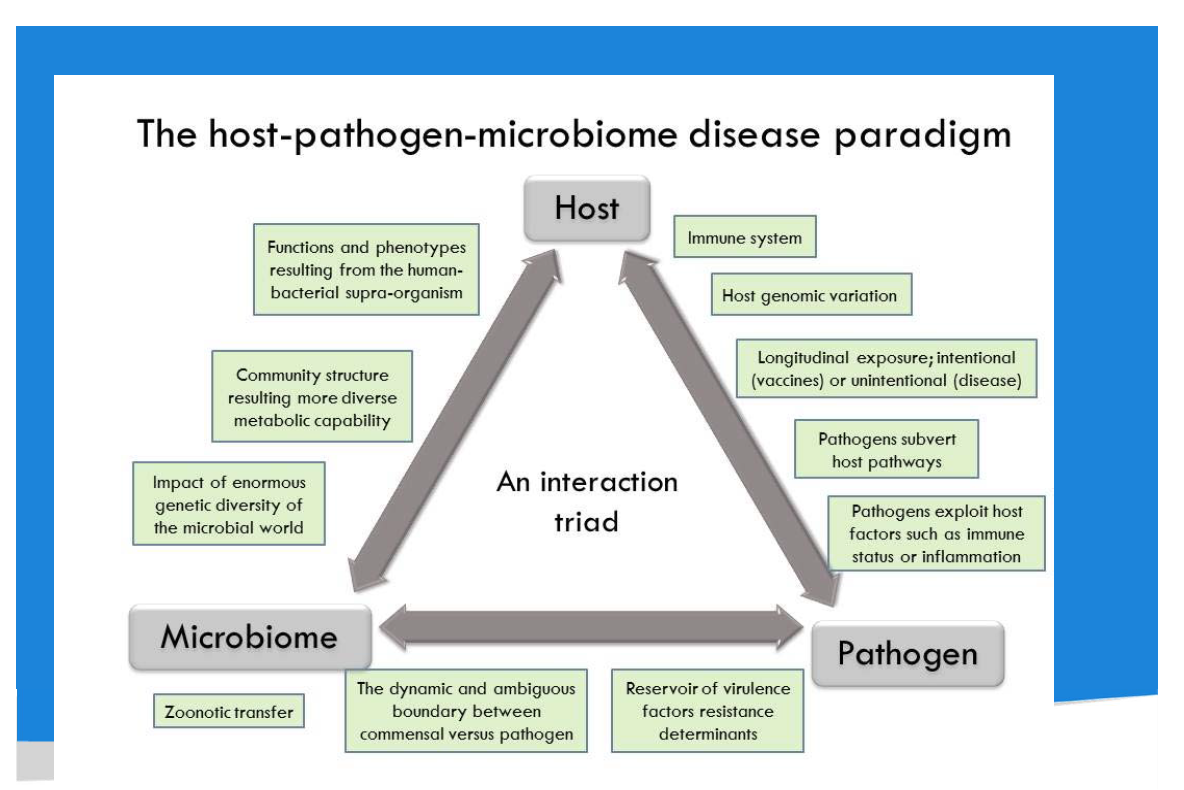 The host-pathogen-microbiome disease paradigm
Host
Functions and phenotypes
resulting from the human-
bacterial supra-organism
Immune system
Host genomic variation
Community structure
resulting more diverse
metabolic capability
Longitudinal exposure; intentional
(vaccines) or unintentional (disease)
Pathogens subvert
host pathways
Impact of enormous
genetic diversity of
the microbial world
An interaction
triad
Pathogens exploit host
factors such as immune
status or inflammation
Microbiome
Pathogen
Zoonotic transfer
The dynamic and ambiguous
boundary between
commensal versus pathogen
Reservoir of virulence
factors resistance
determinants